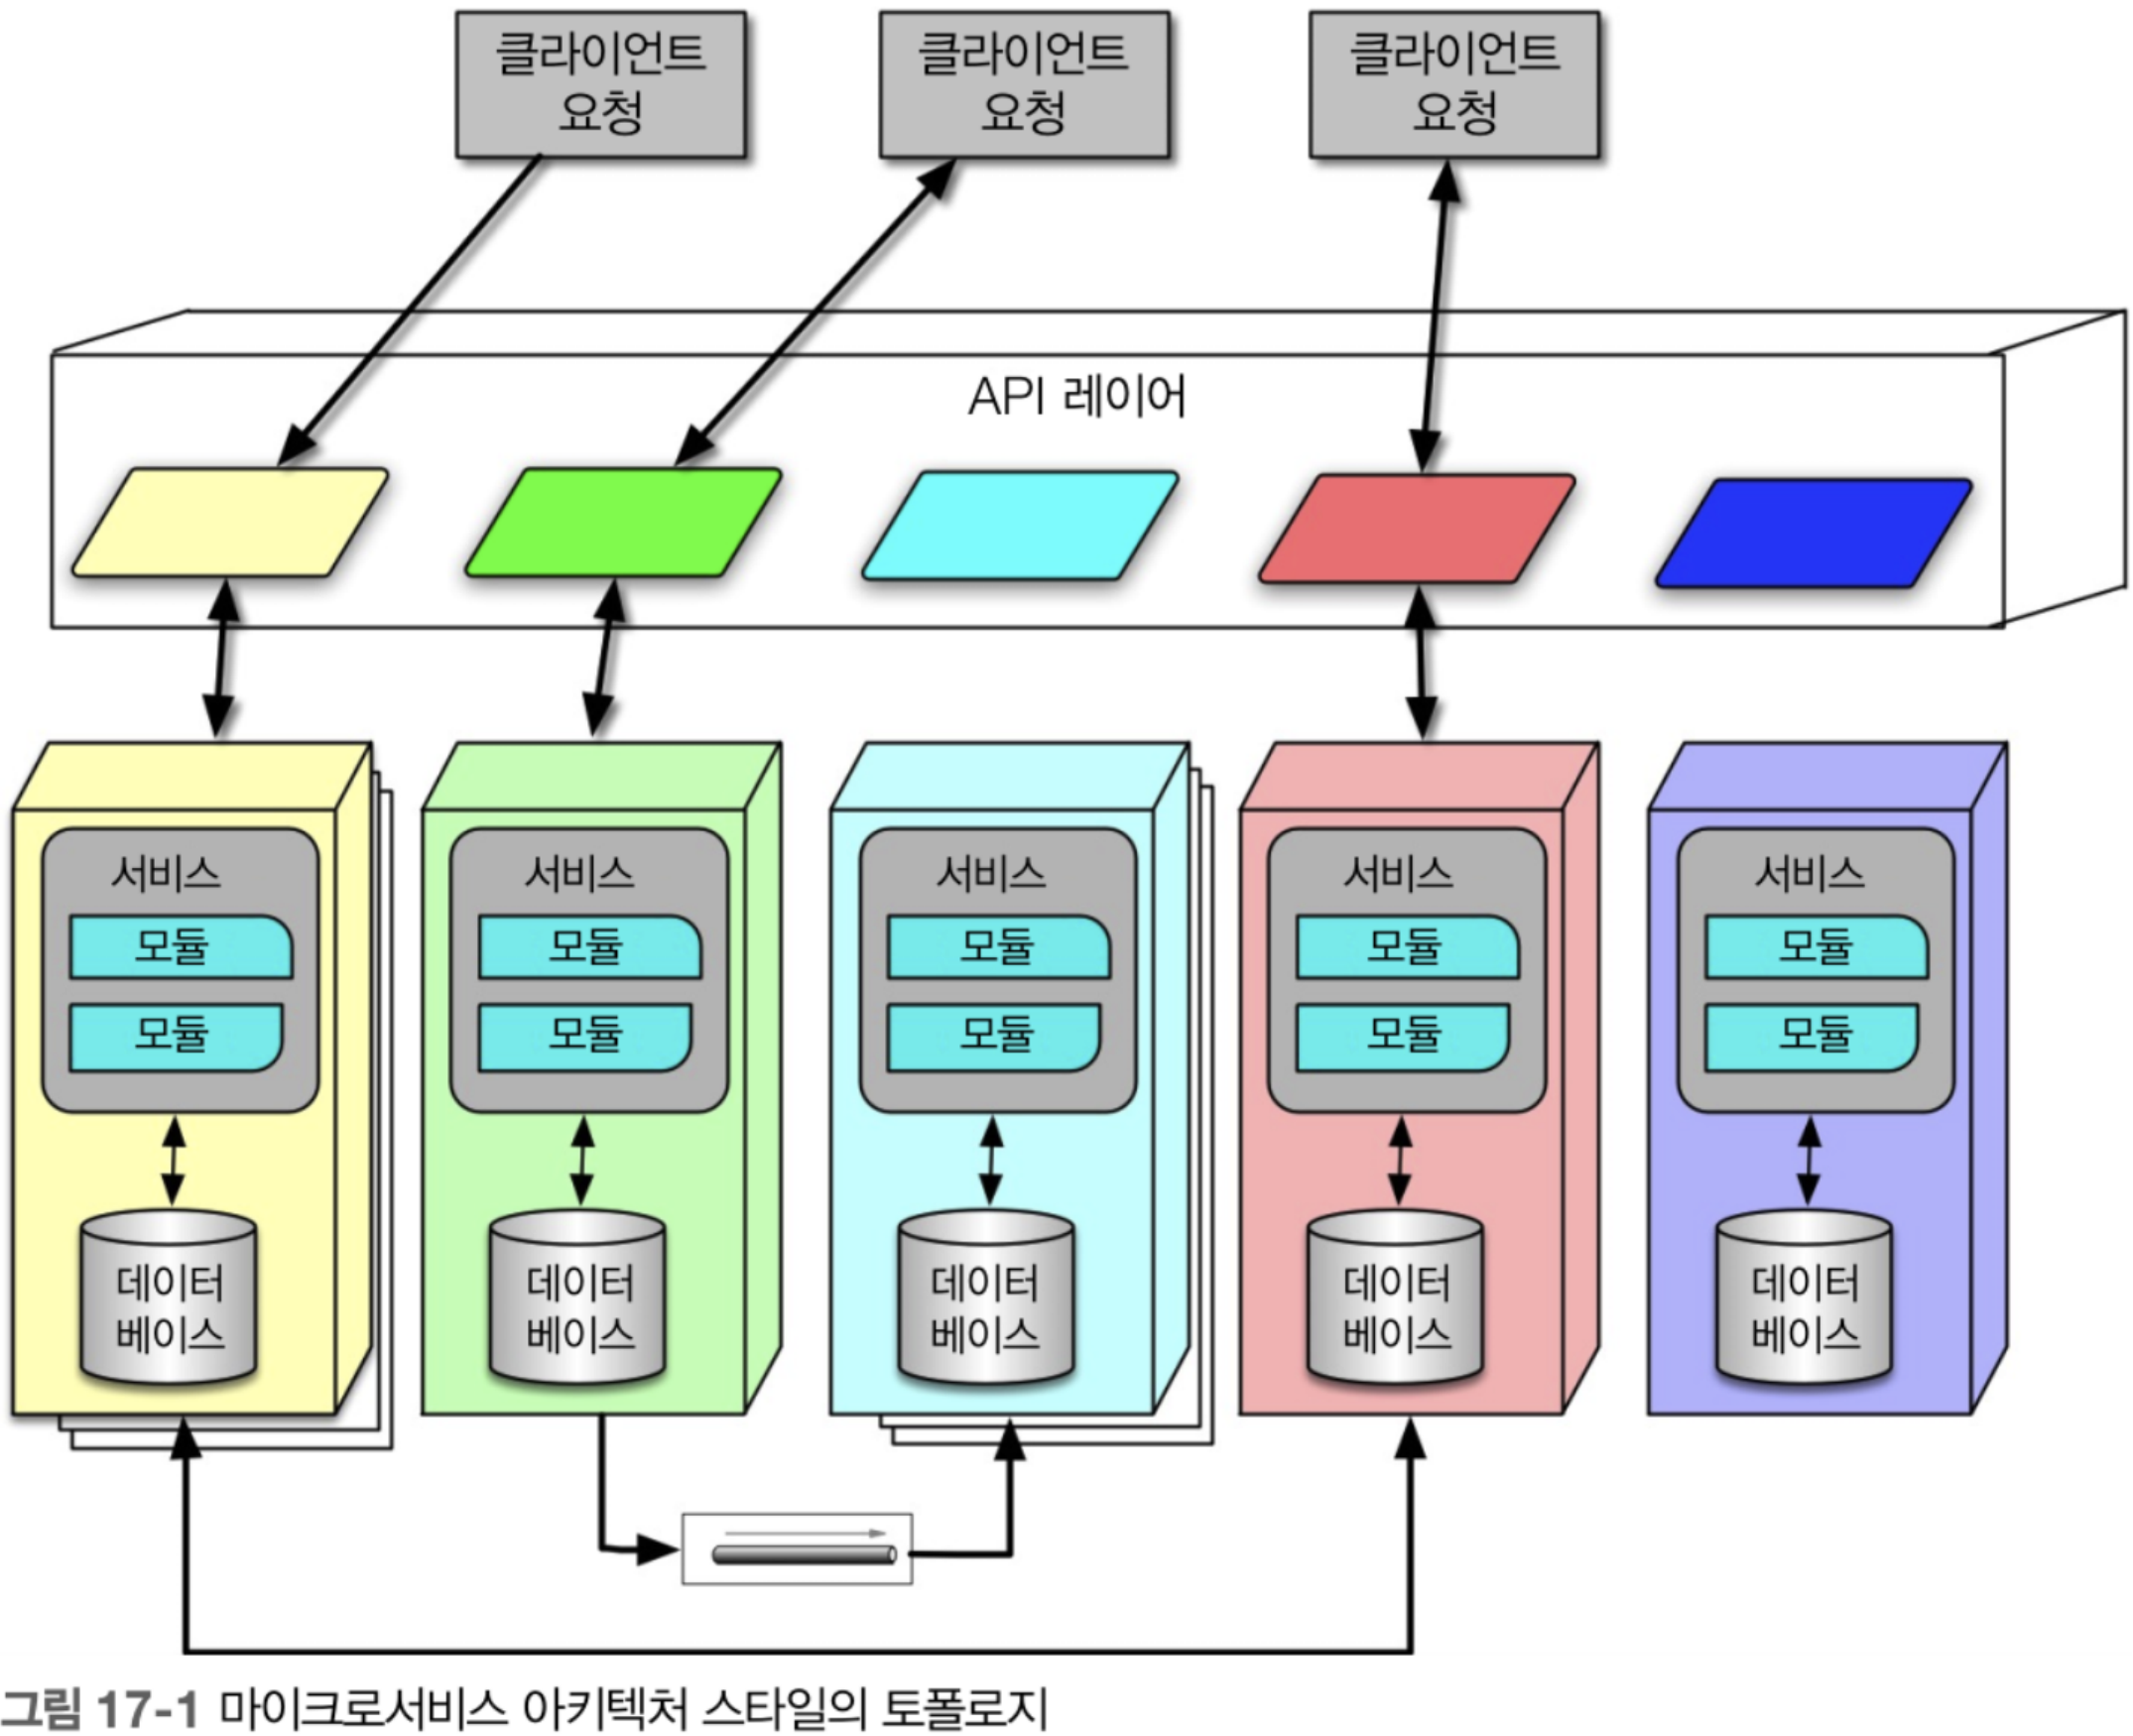 클라이언트
요청
클라이언트
요청
클라이언트
요청
API 레이어
서비스
모듈
모듈
데이터
베이스
서비스
모듈
모듈
데이터
베이스
서비스
모듈
모듈
데이터
베이스
서비스
모듈
모듈
데이터
베이스
서비스
모듈
모듈
데이터
베이스
그림 17-1 마이크로서비스 아키텍처 스타일의 토폴로지